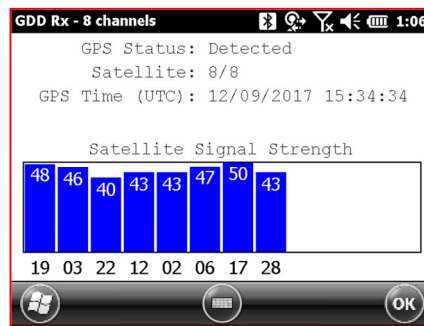 GDD Rx - 8 channels 1:06
GPS Status: Detected
Satellite: 8/8
GPS Time (UTC): 12/09/2017 15:34:34
Satellite Signal Strength
48 46 40 43 43 47 50 43
19 03 22 12 02 06 17 28
OK